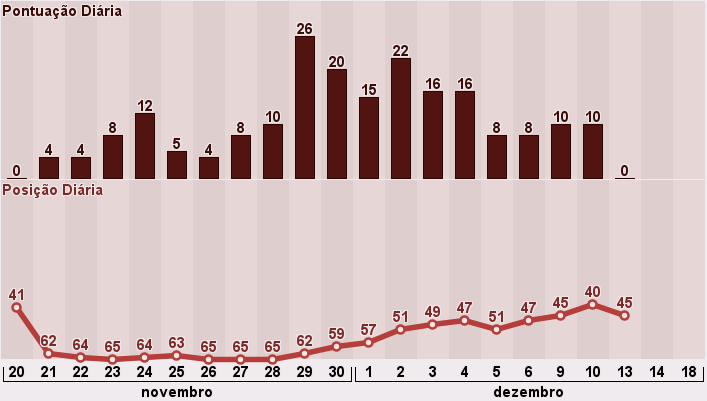 Pontuação Diária
0 4 4 8 12 5 4 8 10 26 20 15 22 16 16 8 8 10 10 0
Posição Diária
41 62 64 65 64 63 65 65 65 62 59 57 51 49 47 51 47 45 40 45
20 21 22 23 24 25 26 27 28 29 30 1 2 3 4 5 6 9 10 13 14 18
novembro dezembro